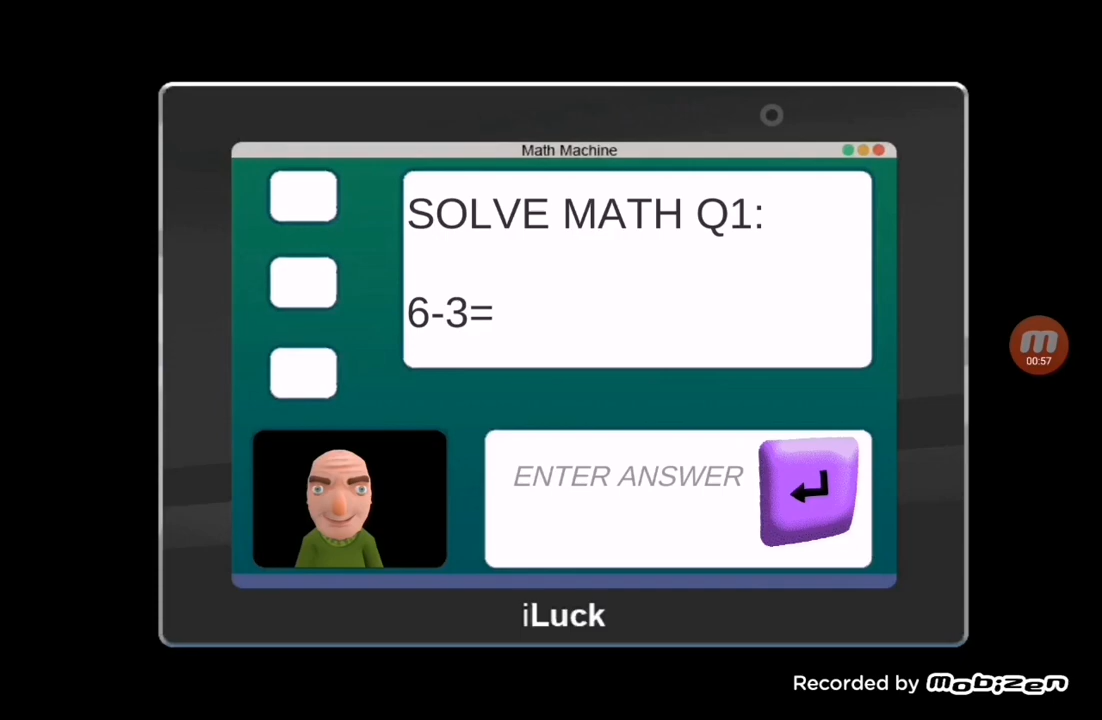 Math Machine
SOLVE MATH Q1:
6-3=
00:57
ENTER ANSWER
iLuck
Recorded by mobizen